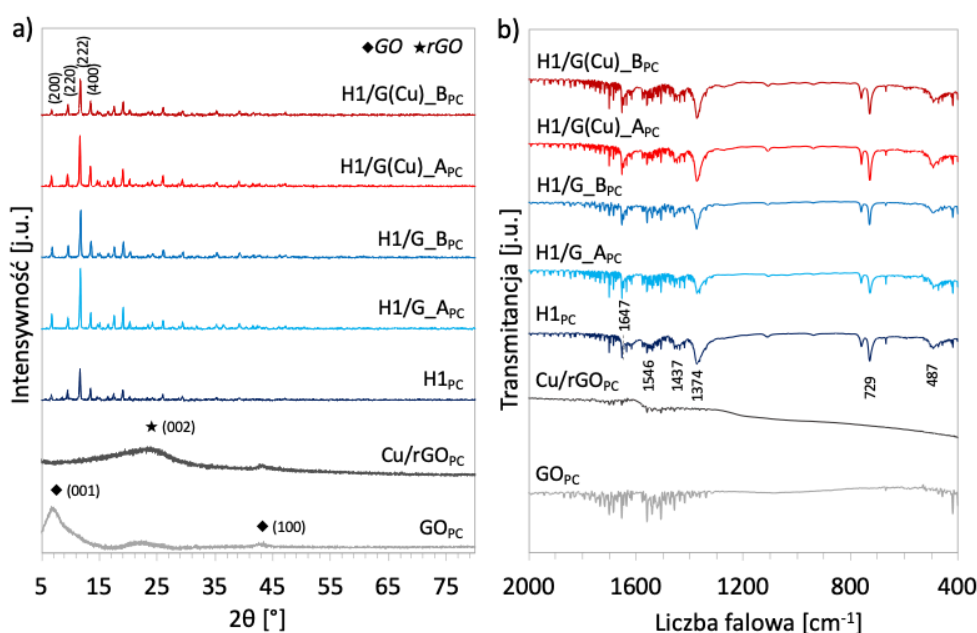 a)
◆GO ★rGO
(200)
(220)
(222)
(400)
H1/G(Cu)_BPC
H1/G(Cu)_APC
H1/G_BPC
H1/G_APC
H1PC
★ (002)
Cu/rGOPC
◆ (001)
◆ (100)
GOPC
Intensywność [j.u.]
5 15 25 35 45 55 65 75
2θ [°]
b)
H1/G(Cu)_BPC
H1/G(Cu)_APC
H1/G_BPC
H1/G_APC
H1PC
1647
1546
1437
1374
729
487
Cu/rGOPC
GOPC
Transmitancja [j.u.]
2000 1600 1200 800 400
Liczba falowa [cm-1]